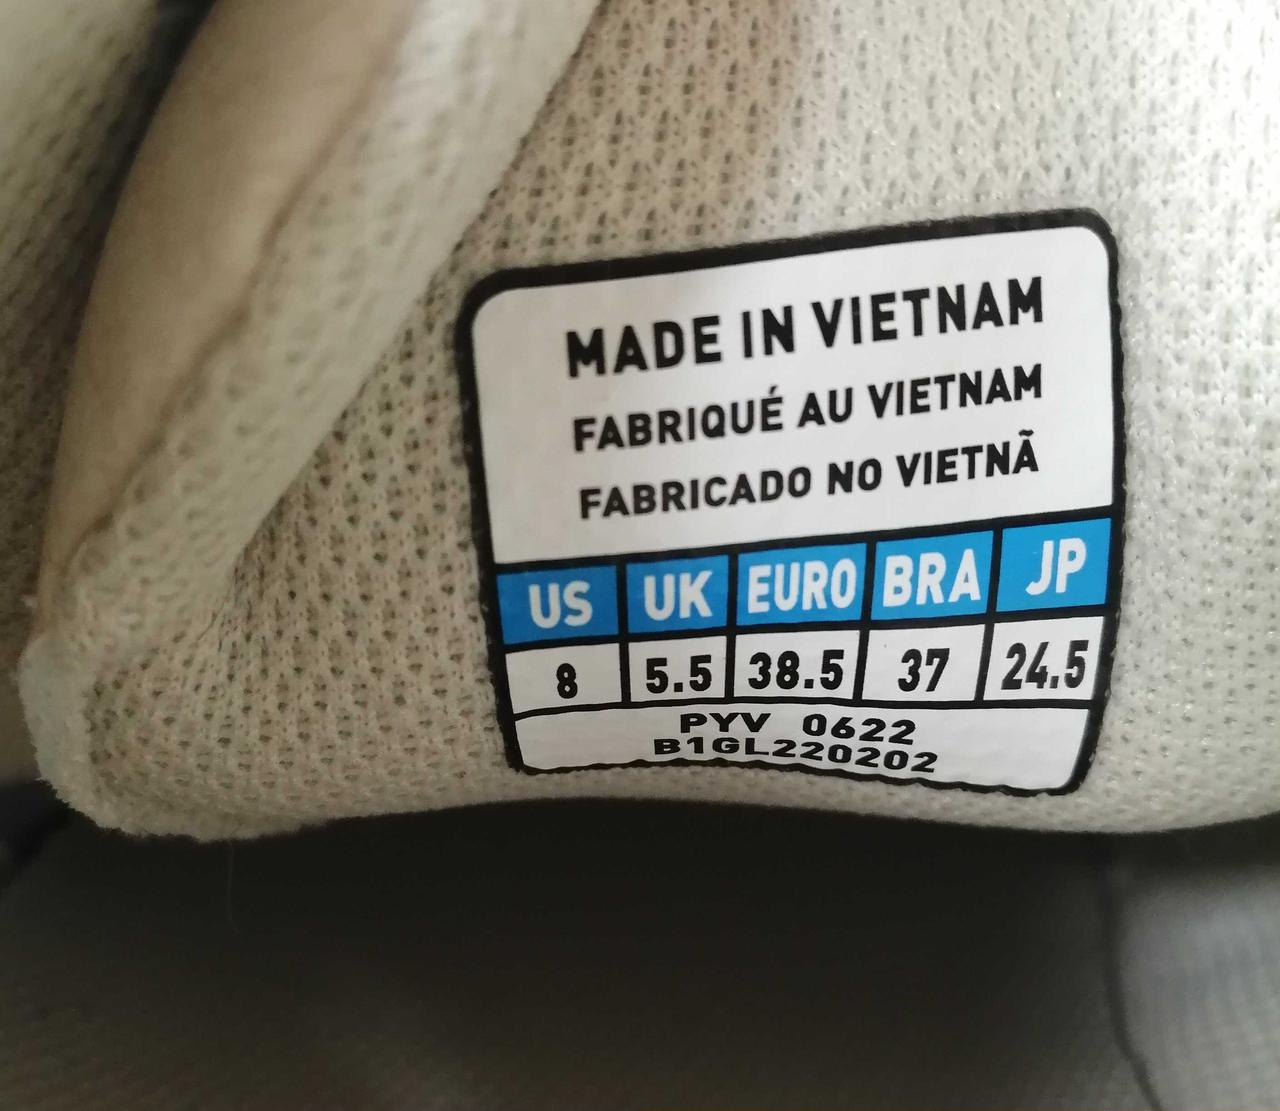 MADE IN VIETNAM
FABRIQUÉ AU VIETNAM
FABRICADO NO VIETNÃ
US UK EURO BRA JP
8 5.5 38.5 37 24.5
PYV 0622
B1GL220202